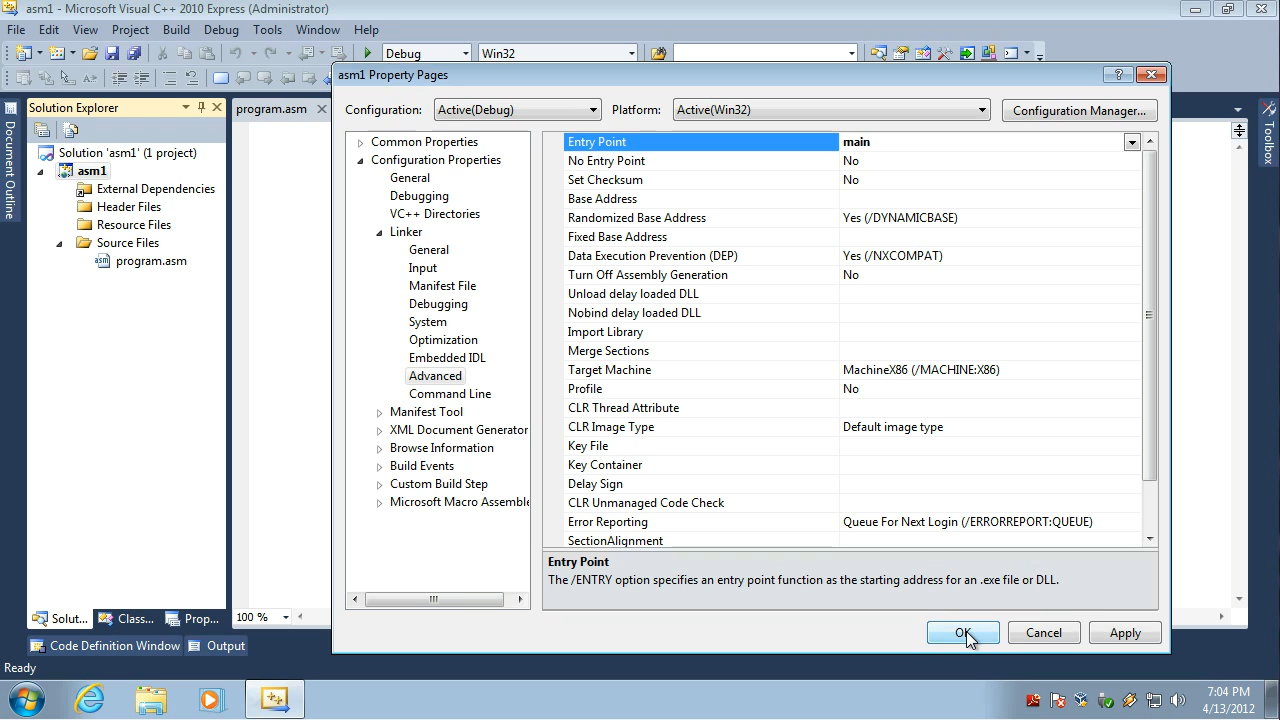 asm1 - Microsoft Visual C++ 2010 Express (Administrator)
File Edit View Project Build Debug Tools Window Help
Debug Win32
asm1 Property Pages
Configuration: Active(Debug) Platform: Active(Win32) Configuration Manager...
Document Outline
Solution Explorer
Solution 'asm1' (1 project)
asm1
External Dependencies
Header Files
Resource Files
Source Files
program.asm
Solut... Class... Prop...
program.asm
100 %
Common Properties
Configuration Properties
General
Debugging
VC++ Directories
Linker
General
Input
Manifest File
Debugging
System
Optimization
Embedded IDL
Advanced
Command Line
Manifest Tool
XML Document Generator
Browse Information
Build Events
Custom Build Step
Microsoft Macro Assemble
Entry Point main
No Entry Point No
Set Checksum No
Base Address
Randomized Base Address Yes (/DYNAMICBASE)
Fixed Base Address
Data Execution Prevention (DEP) Yes (/NXCOMPAT)
Turn Off Assembly Generation No
Unload delay loaded DLL
Nobind delay loaded DLL
Import Library
Merge Sections
Target Machine MachineX86 (/MACHINE:X86)
Profile No
CLR Thread Attribute
CLR Image Type Default image type
Key File
Key Container
Delay Sign
CLR Unmanaged Code Check
Error Reporting Queue For Next Login (/ERRORREPORT:QUEUE)
SectionAlignment
Entry Point
The /ENTRY option specifies an entry point function as the starting address for an .exe file or DLL.
OK Cancel Apply
Toolbox
Code Definition Window Output
Ready
7:04 PM
4/13/2012